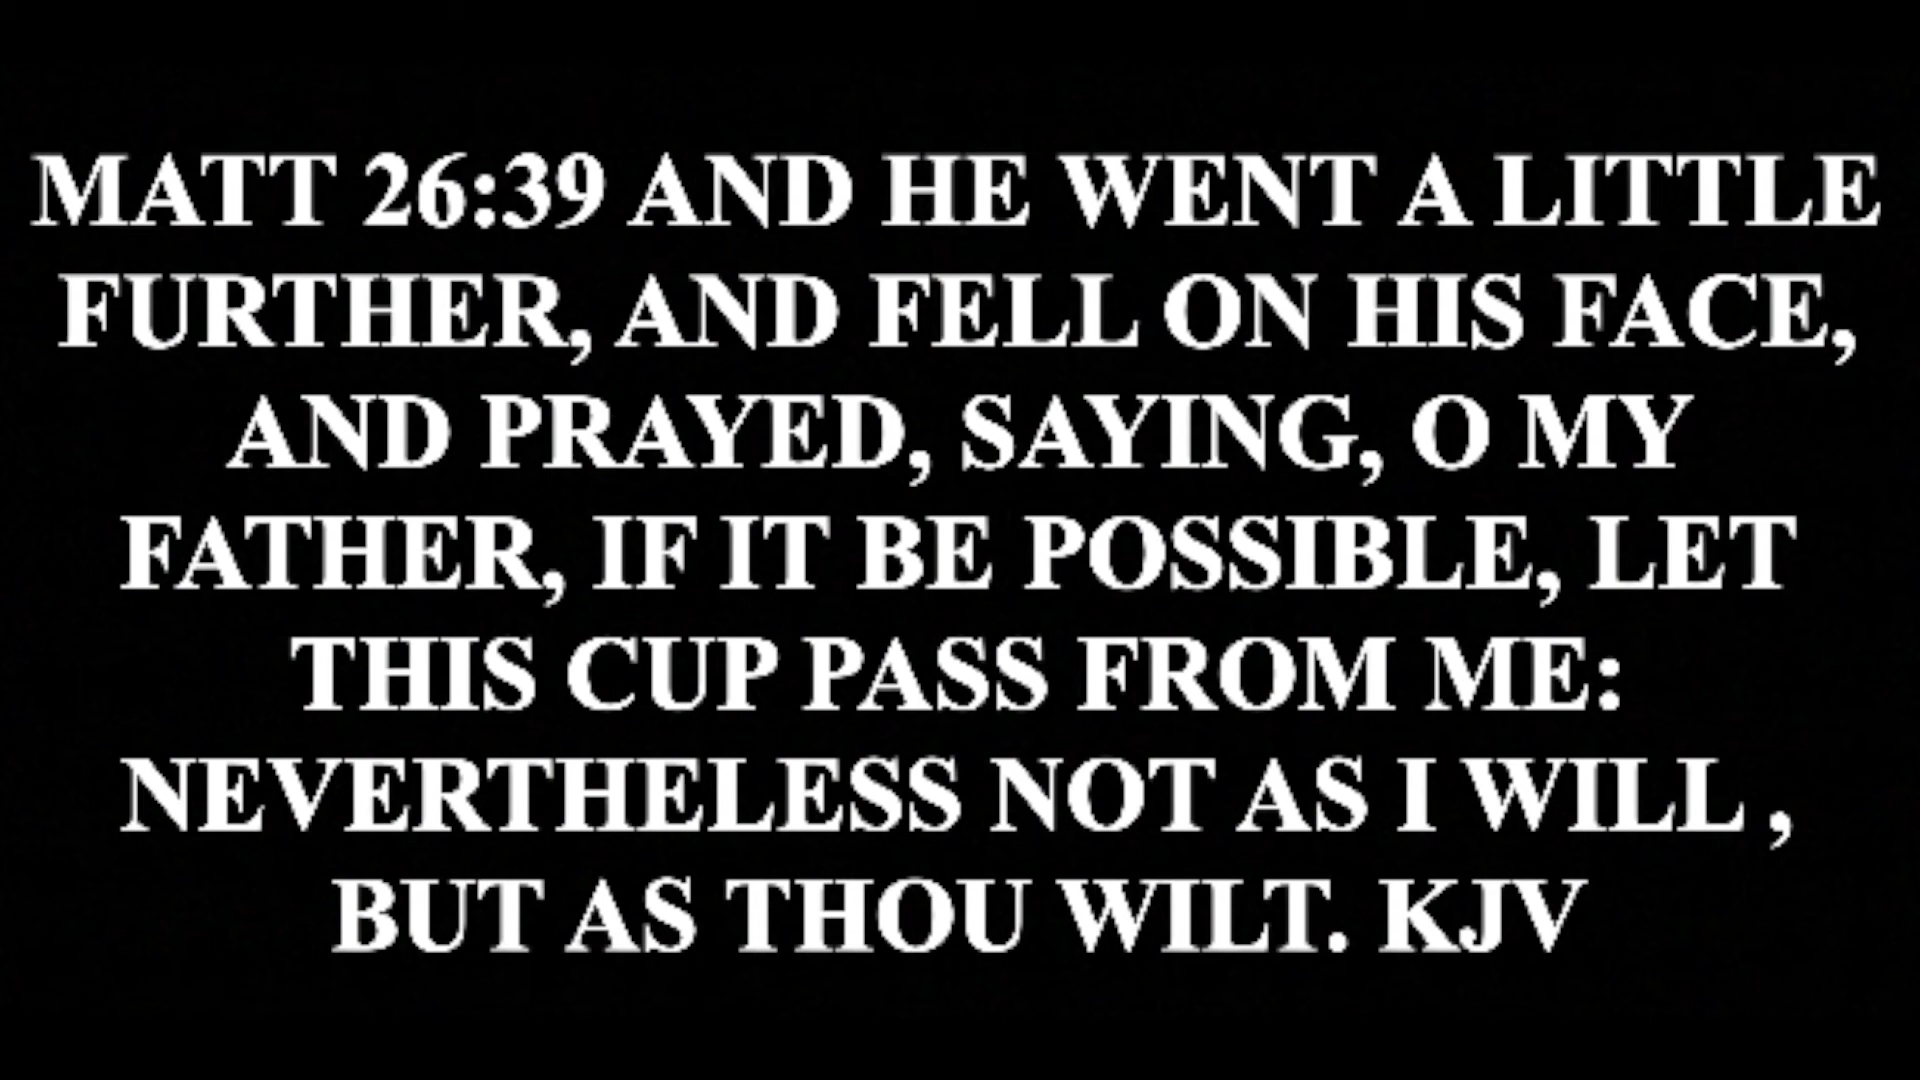 MATT 26:39 AND HE WENT A LITTLE
FURTHER, AND FELL ON HIS FACE,
AND PRAYED, SAYING, O MY
FATHER, IF IT BE POSSIBLE, LET
THIS CUP PASS FROM ME:
NEVERTHELESS NOT AS I WILL ,
BUT AS THOU WILT. KJV